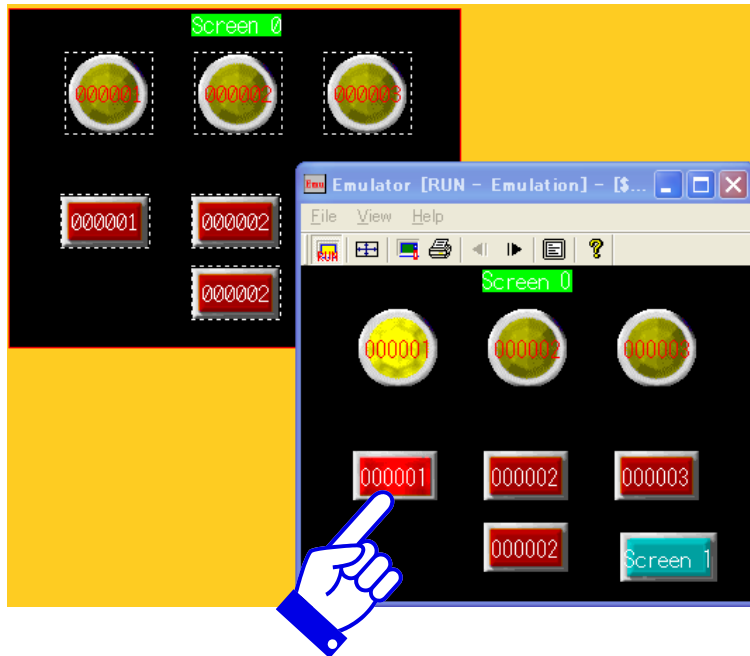 Screen 0
000001 000002 000003
000001 000002
000002
Emu Emulator [RUN - Emulation] - [$...
File View Help
RUN
Screen 0
000001 000002 000003
000001 000002 000003
000002 Screen 1